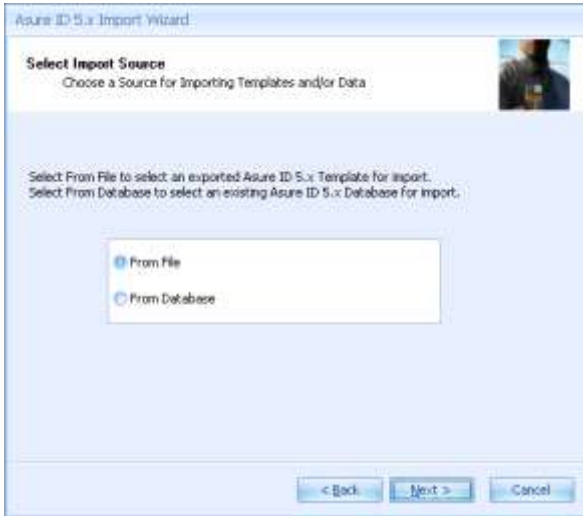 Asure ID 5.x Import Wizard
Select Import Source
Choose a Source for Importing Templates and/or Data
Select From File to select an exported Asure ID 5.x Template for import.
Select From Database to select an existing Asure ID 5.x Database for import.
From File
From Database
< Back
Next >
Cancel